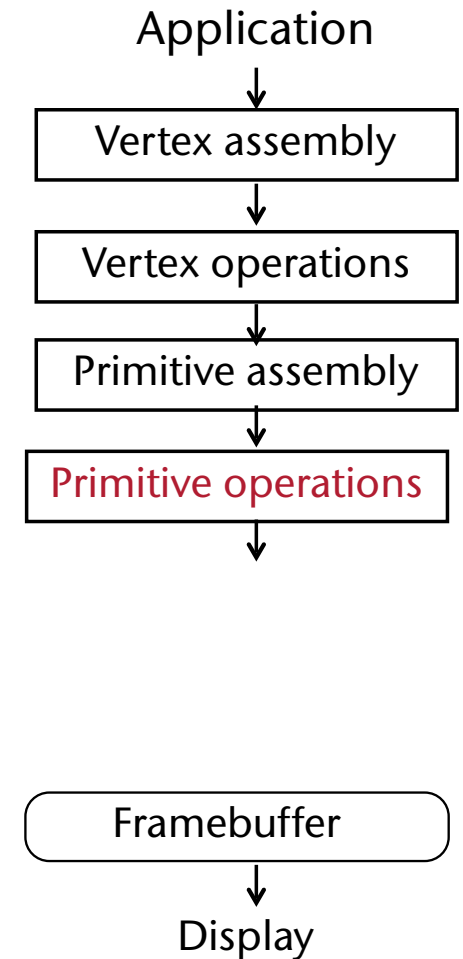 Application
Vertex assembly
Vertex operations
Primitive assembly
Primitive operations
Framebuffer
Display